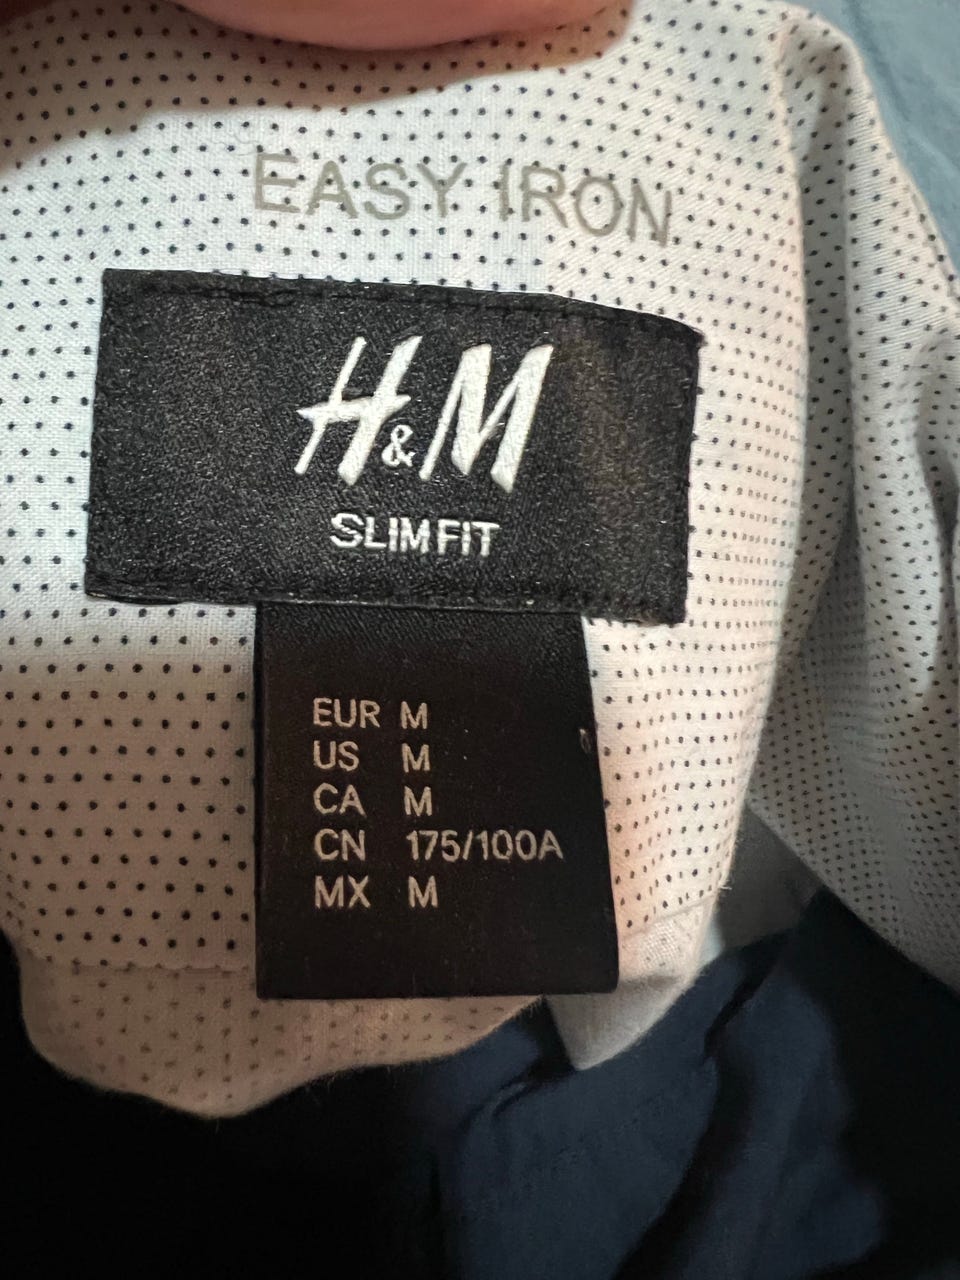 EASY IRON
H&M
SLIM FIT
EUR M
US M
CA M
CN 175/100A
MX M